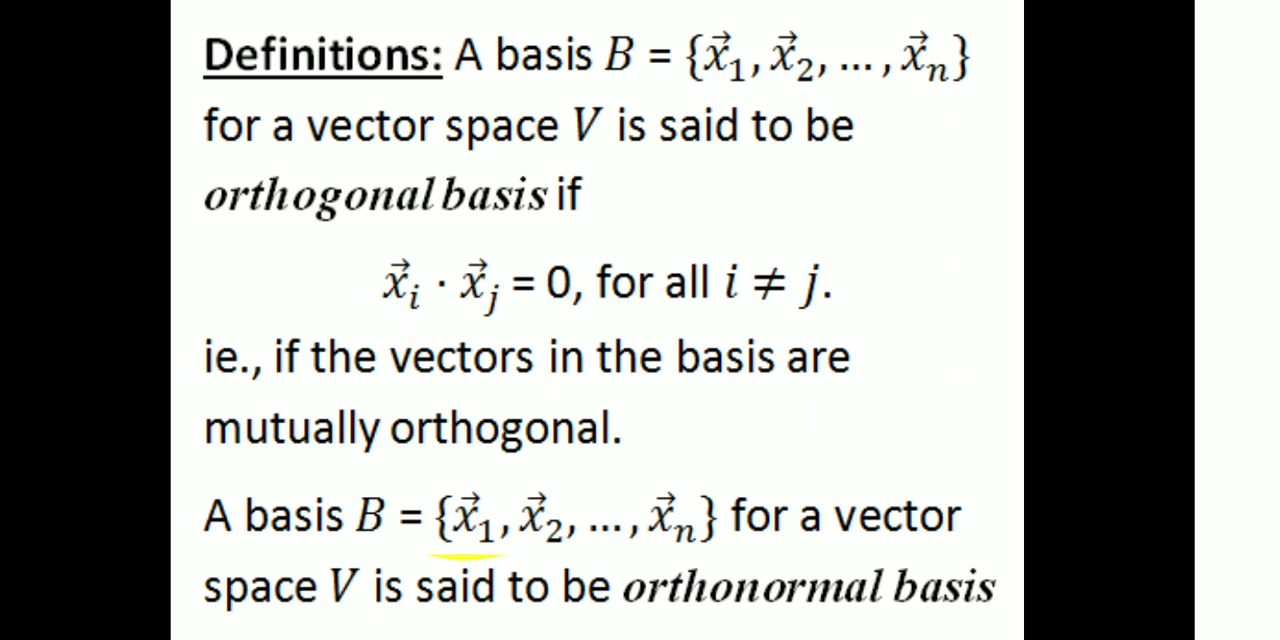 Definitions: A basis B = {x⃗₁, x⃗₂, … , x⃗ₙ}
for a vector space V is said to be
orthogonal basis if
x⃗ᵢ · x⃗ⱼ = 0, for all i ≠ j.
ie., if the vectors in the basis are
mutually orthogonal.
A basis B = {x⃗₁, x⃗₂, … , x⃗ₙ} for a vector
space V is said to be orthonormal basis